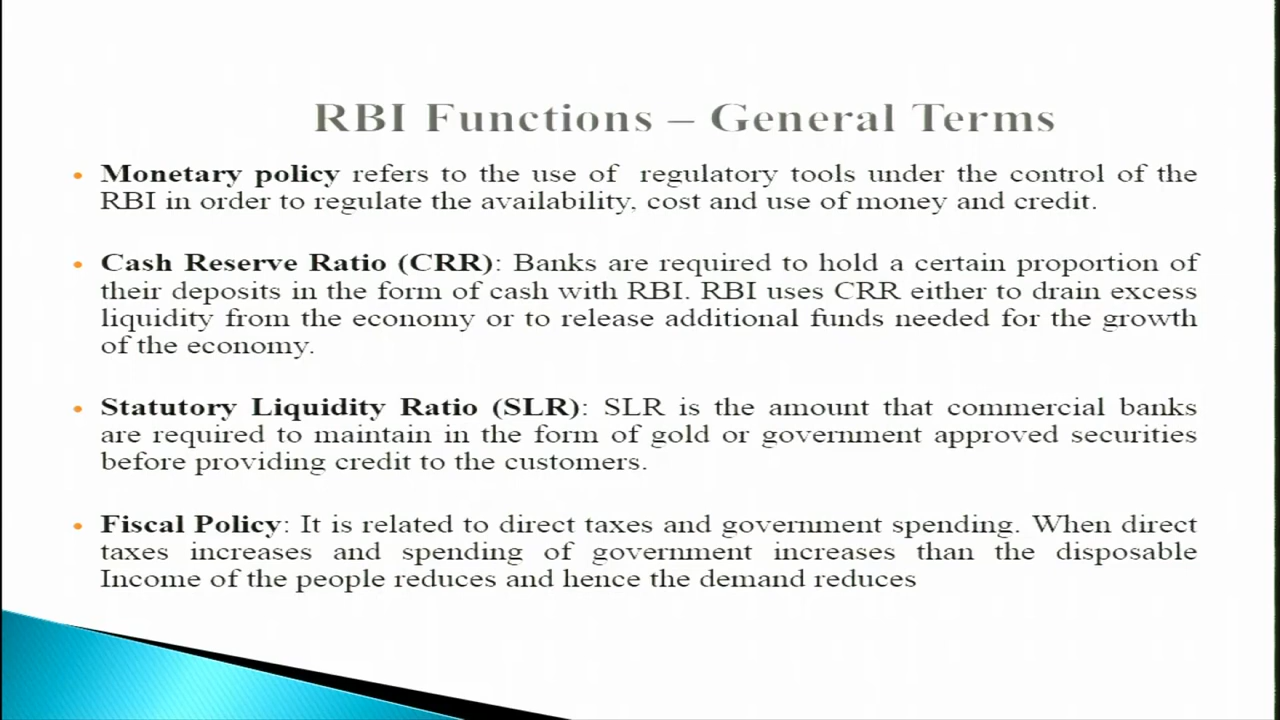 RBI Functions – General Terms
• Monetary policy refers to the use of regulatory tools under the control of the
RBI in order to regulate the availability, cost and use of money and credit.
• Cash Reserve Ratio (CRR): Banks are required to hold a certain proportion of
their deposits in the form of cash with RBI. RBI uses CRR either to drain excess
liquidity from the economy or to release additional funds needed for the growth
of the economy.
• Statutory Liquidity Ratio (SLR): SLR is the amount that commercial banks
are required to maintain in the form of gold or government approved securities
before providing credit to the customers.
• Fiscal Policy: It is related to direct taxes and government spending. When direct
taxes increases and spending of government increases than the disposable
Income of the people reduces and hence the demand reduces